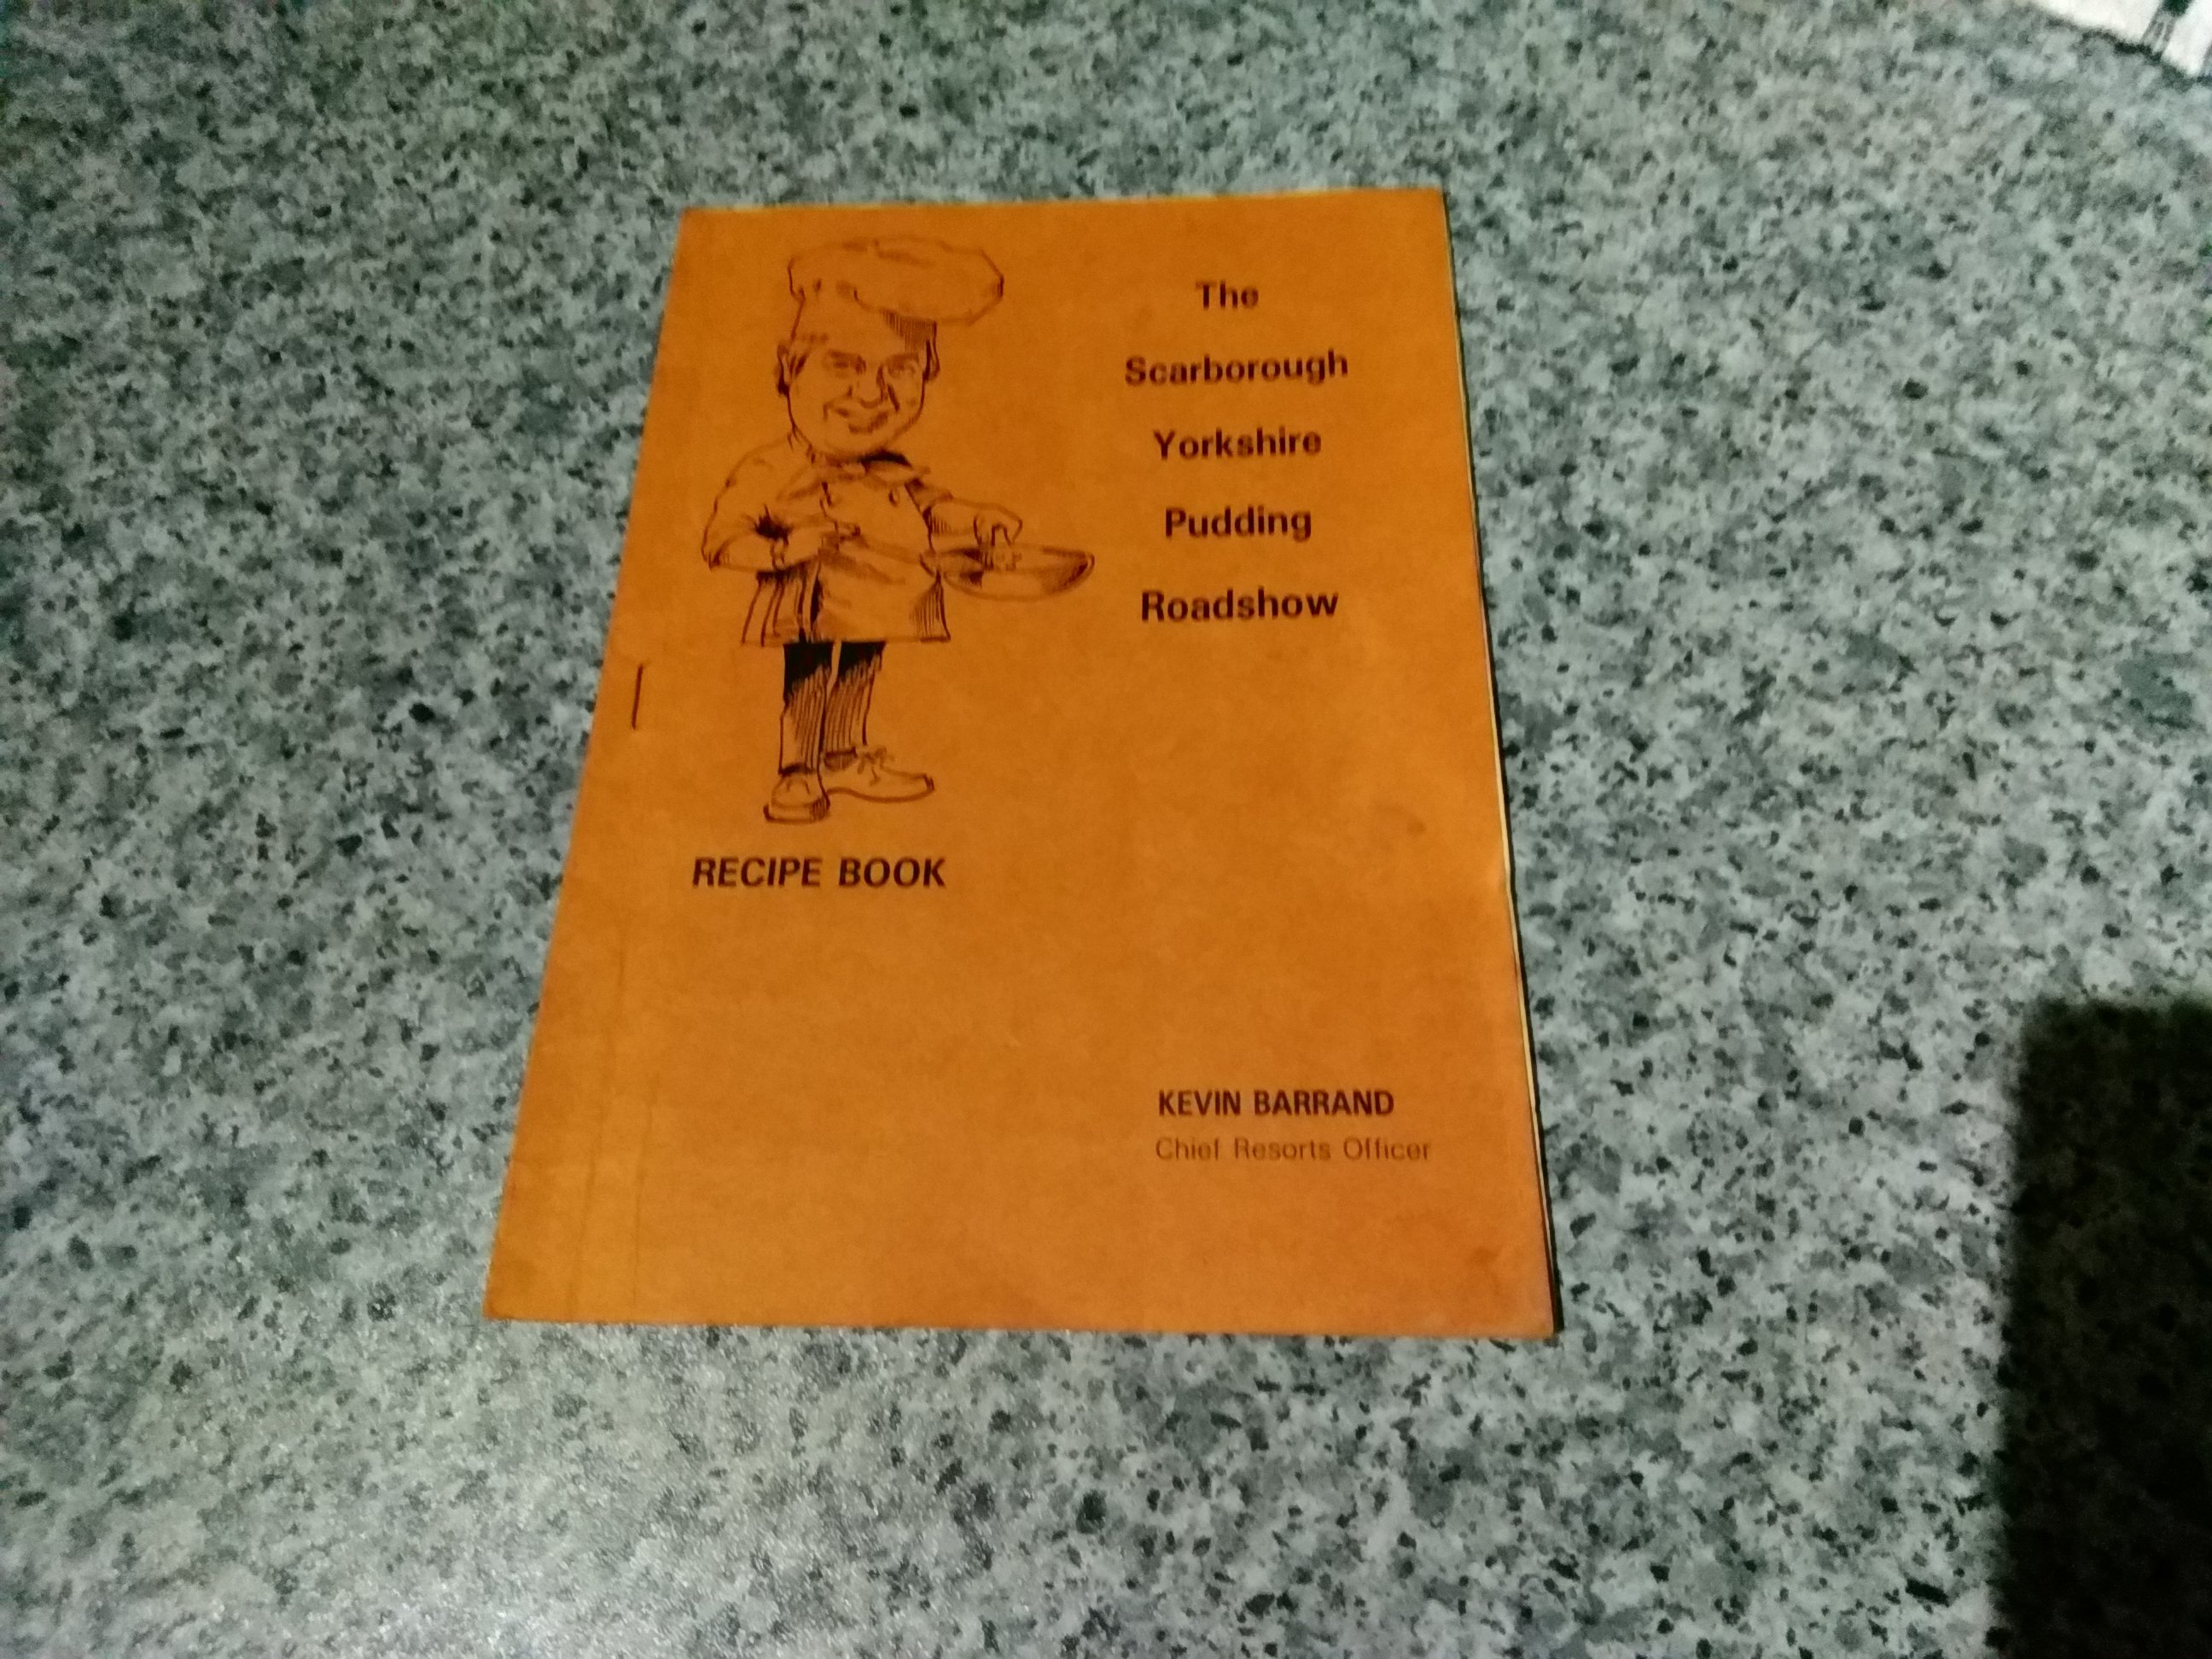 The
Scarborough
Yorkshire
Pudding
Roadshow
RECIPE BOOK
KEVIN BARRAND
Chief Resorts Officer